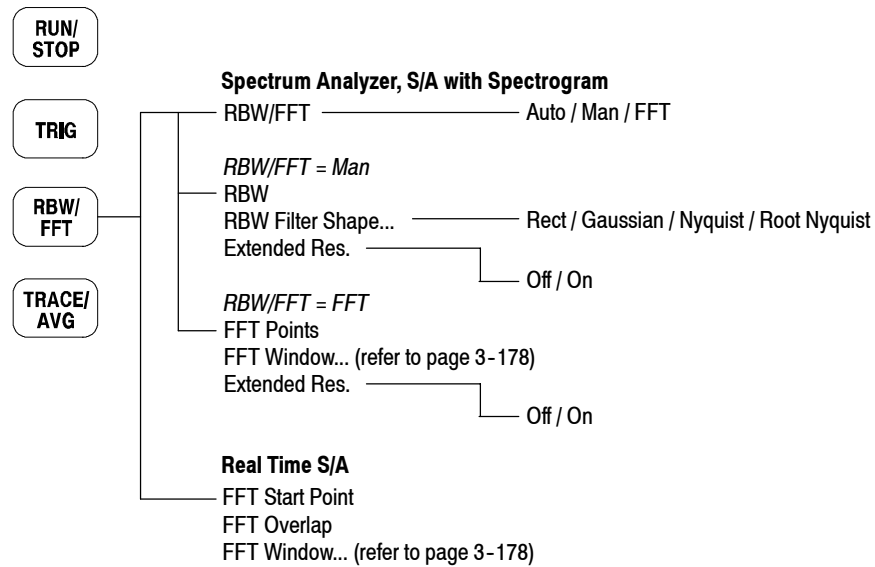 RUN/
STOP
TRIG
RBW/
FFT
TRACE/
AVG
Spectrum Analyzer, S/A with Spectrogram
RBW/FFT Auto / Man / FFT
RBW/FFT = Man
RBW
RBW Filter Shape... Rect / Gaussian / Nyquist / Root Nyquist
Extended Res.
Off / On
RBW/FFT = FFT
FFT Points
FFT Window... (refer to page 3-178)
Extended Res.
Off / On
Real Time S/A
FFT Start Point
FFT Overlap
FFT Window... (refer to page 3-178)